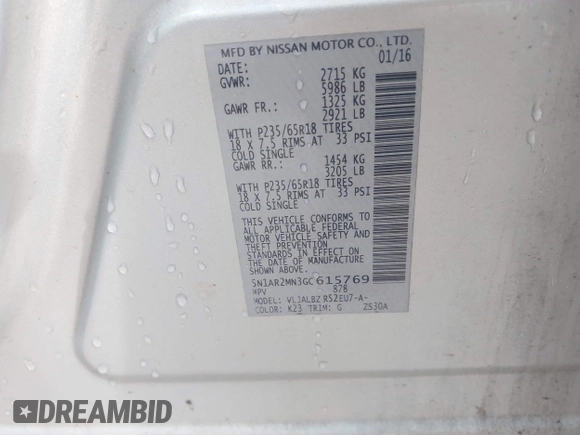 MFD BY NISSAN MOTOR CO., LTD.
DATE: 01/16
GVWR: 2715 KG
5986 LB
GAWR FR.: 1325 KG
2921 LB
WITH P235/65R18 TIRES
18 X 7.5 RIMS AT 33 PSI
COLD SINGLE
GAWR RR.: 1454 KG
3205 LB
WITH P235/65R18 TIRES
18 X 7.5 RIMS AT 33 PSI
COLD SINGLE
THIS VEHICLE CONFORMS TO
ALL APPLICABLE FEDERAL
MOTOR VEHICLE SAFETY AND
THEFT PREVENTION
STANDARDS IN EFFECT ON
THE DATE OF MANUFACTURE
SHOWN ABOVE.
5N1AR2MN3GC615769
MPV 878
MODEL: R52EU7-A-
COLOR: K23 TRIM: G ZS30A
DREAMBID